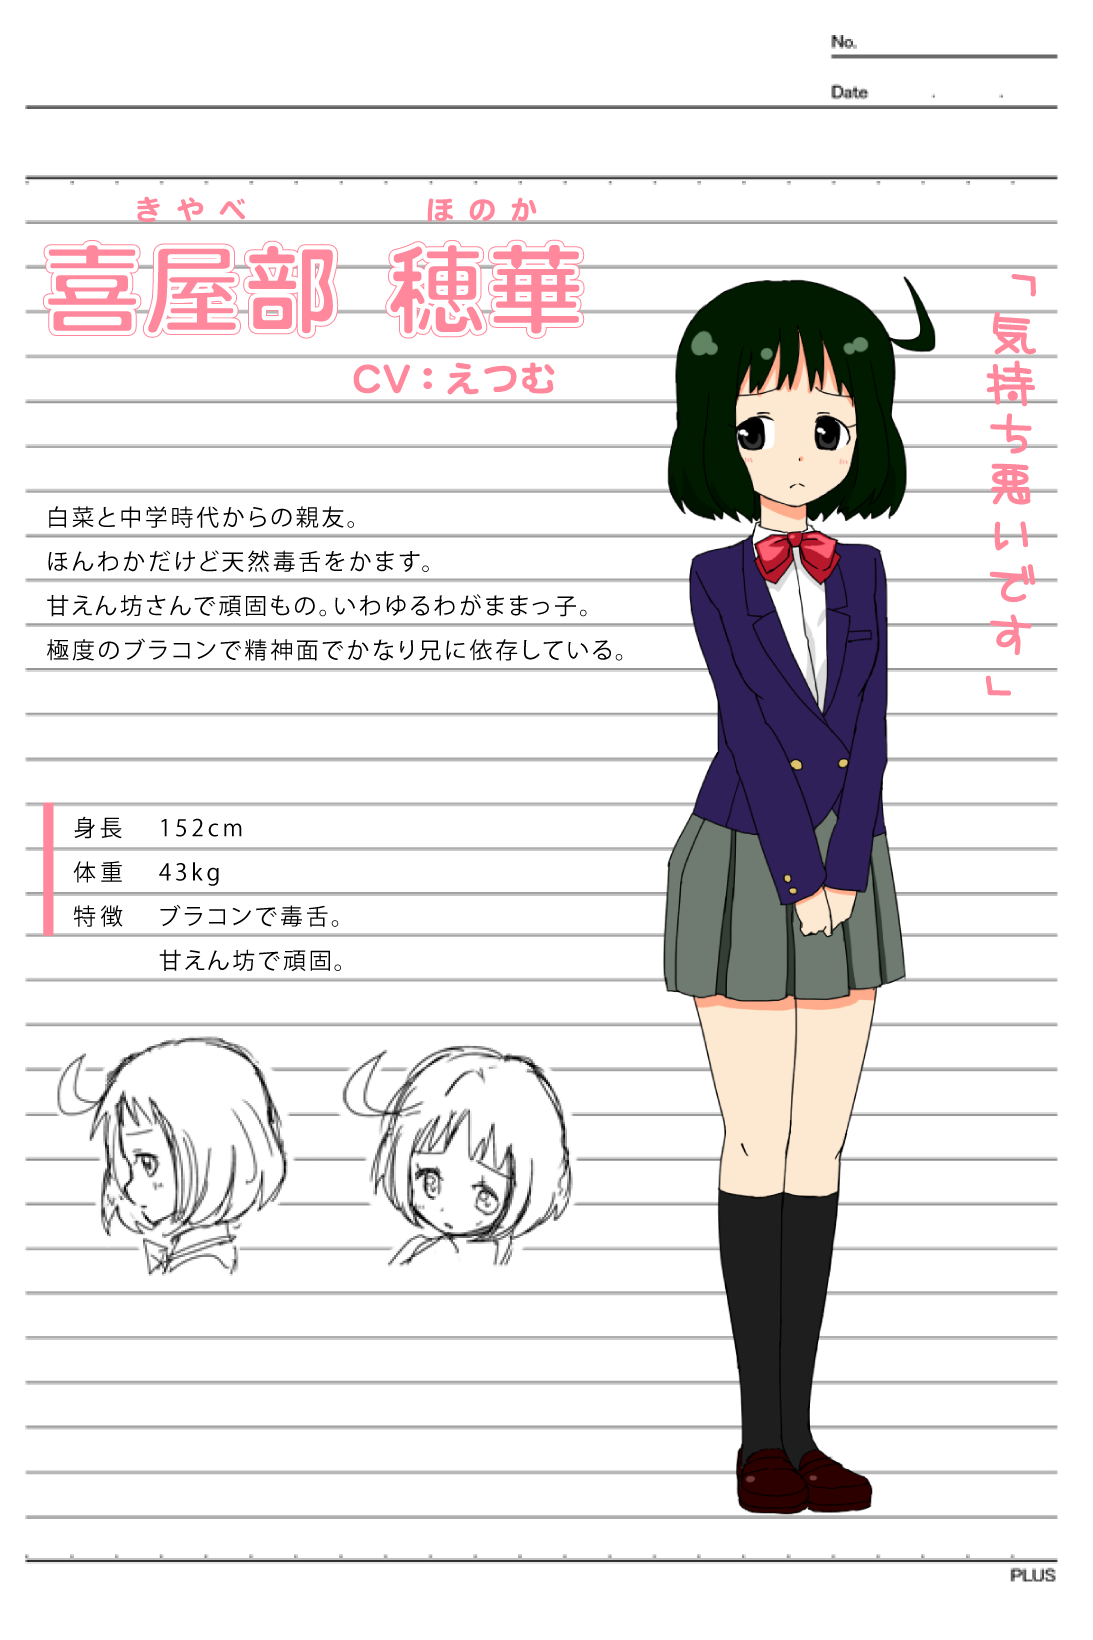 No.
Date . .
きやべ ほのか
喜屋部 穂華
CV：えつむ
「気持ち悪いです」
白菜と中学時代からの親友。
ほんわかだけど天然毒舌をかます。
甘えん坊さんで頑固もの。いわゆるわがままっ子。
極度のブラコンで精神面でかなり兄に依存している。
身長 152cm
体重 43kg
特徴 ブラコンで毒舌。
甘えん坊で頑固。
PLUS